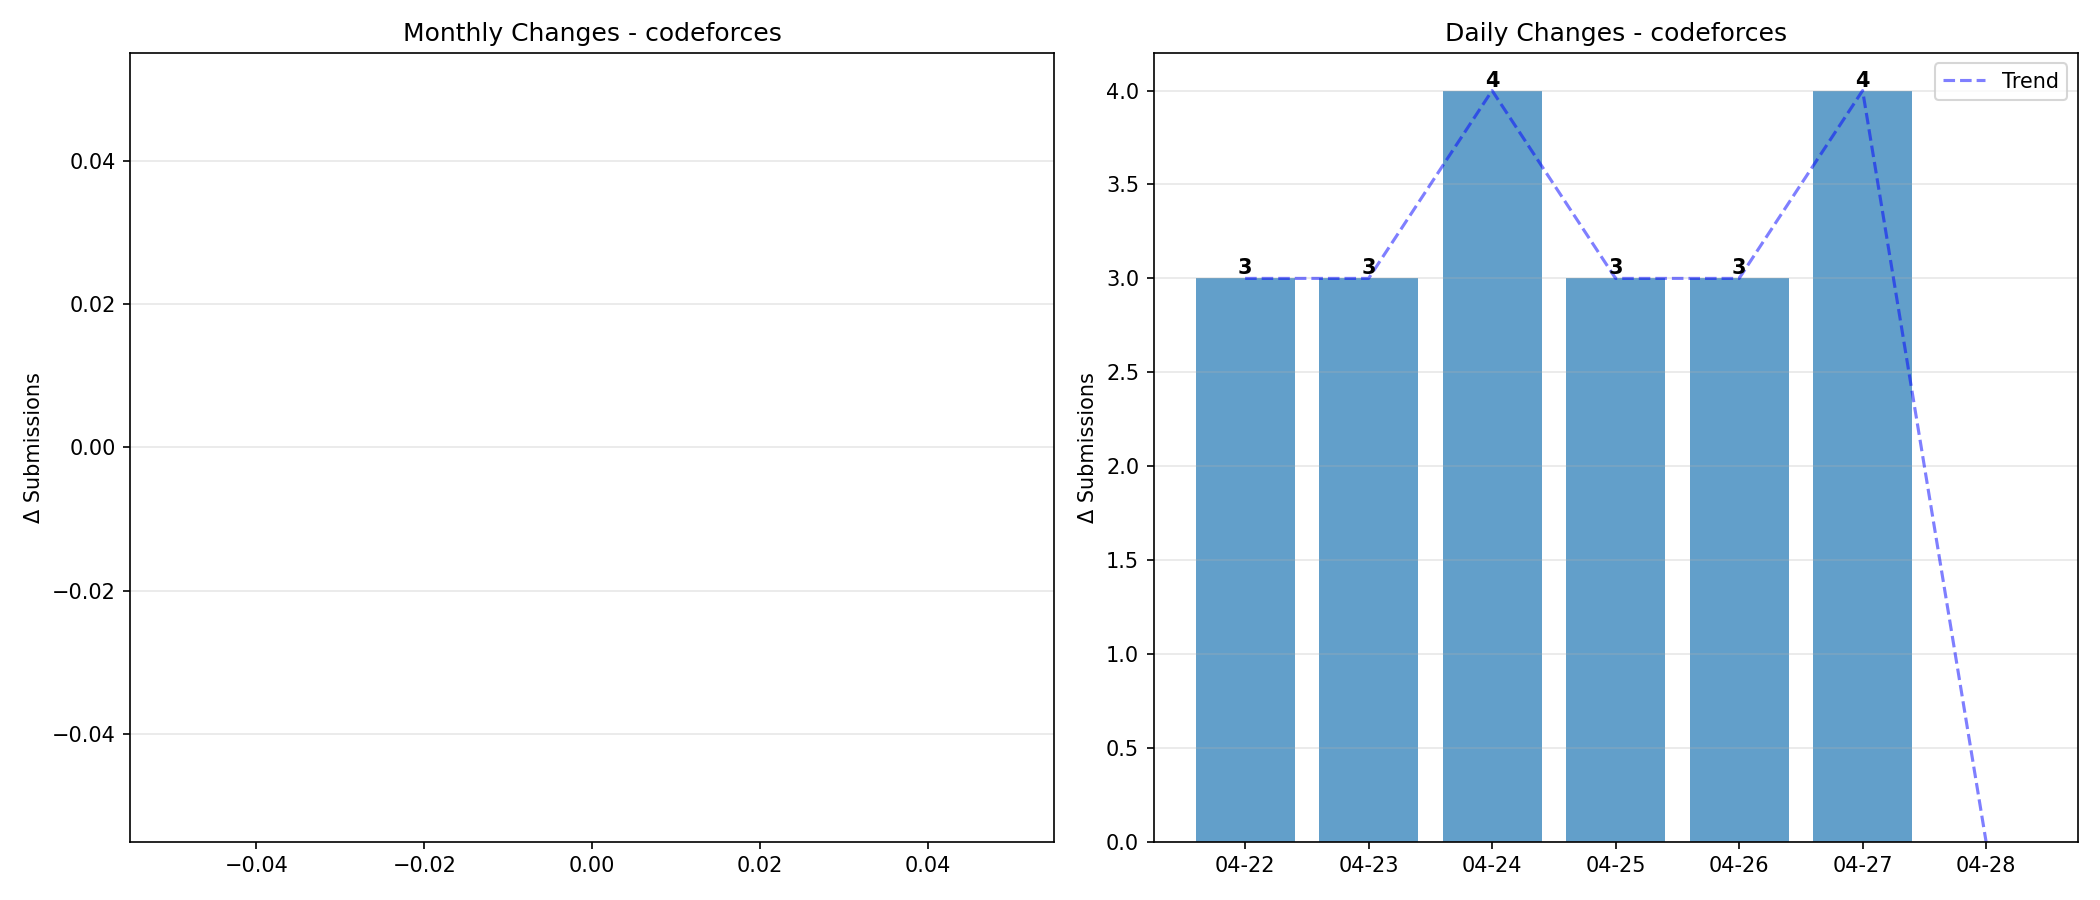 Monthly Changes - codeforces
Δ Submissions
0.04
0.02
0.00
−0.02
−0.04
−0.04 −0.02 0.00 0.02 0.04
Daily Changes - codeforces
Δ Submissions
Trend
4.0
3.5
3.0
2.5
2.0
1.5
1.0
0.5
0.0
3 3 4 3 3 4
04-22 04-23 04-24 04-25 04-26 04-27 04-28